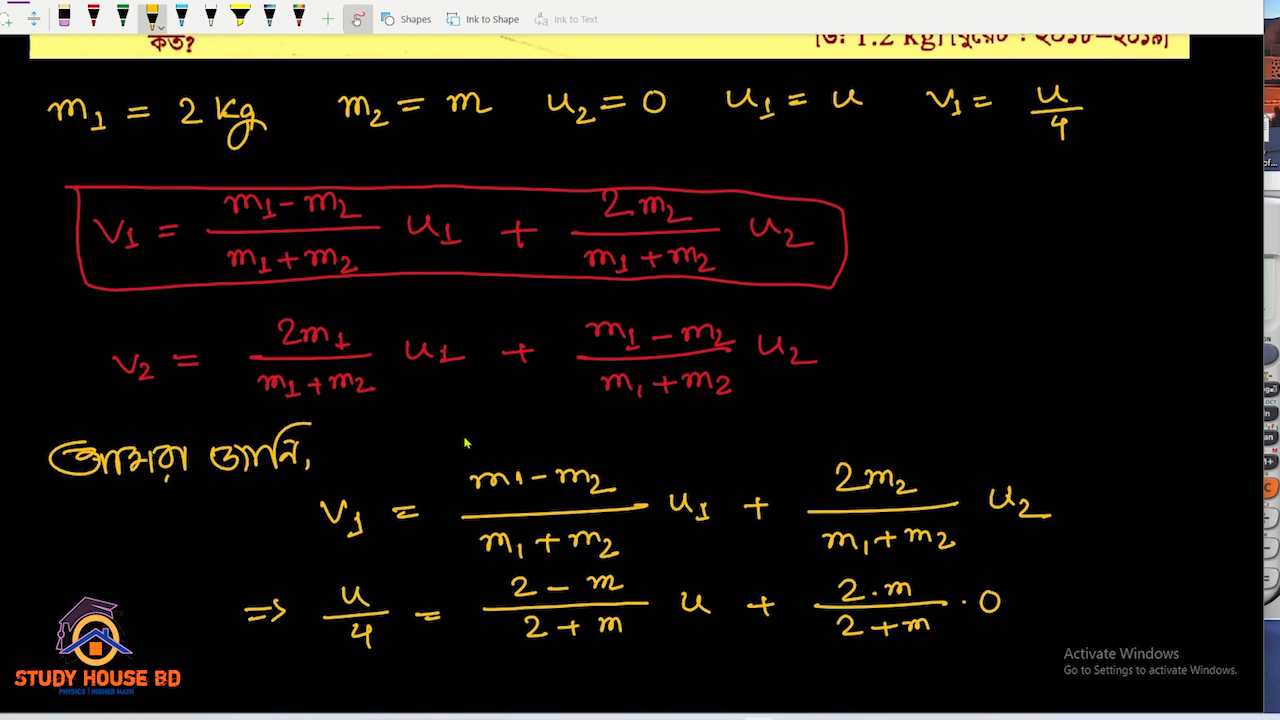 Shapes Ink to Shape Ink to Text
কত?
[উ: 1.2 Kg] [বুয়েট : ২০১৮–২০১৯]
m₁ = 2 kg m₂ = m u₂ = 0 u₁ = u v₁ = u/4
v₁ = (m₁ - m₂)/(m₁ + m₂) u₁ + 2m₂/(m₁ + m₂) u₂
v₂ = 2m₁/(m₁ + m₂) u₁ + (m₁ - m₂)/(m₁ + m₂) u₂
আমরা জানি,
v₁ = (m₁ - m₂)/(m₁ + m₂) u₁ + 2m₂/(m₁ + m₂) u₂
=> u/4 = (2 - m)/(2 + m) u + 2.m/(2 + m) . 0
STUDY HOUSE BD
PHYSICS | HIGHER MATH
Activate Windows
Go to Settings to activate Windows.